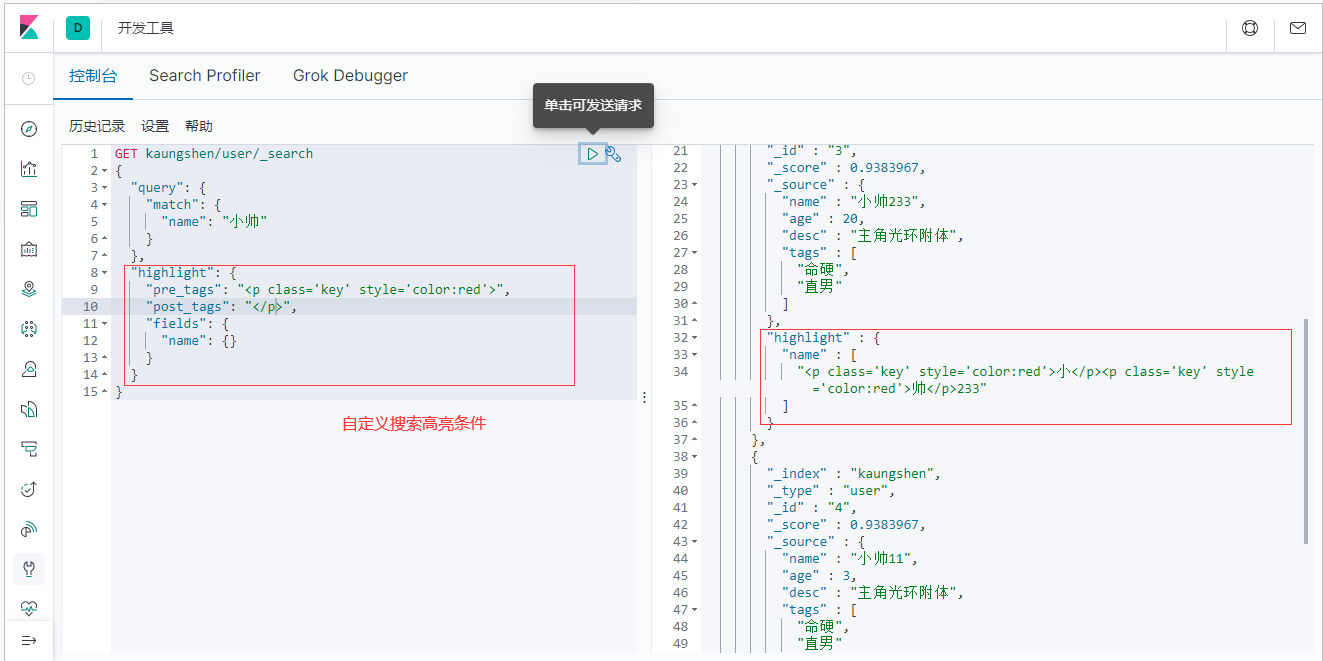 D 开发工具
控制台 Search Profiler Grok Debugger
单击可发送请求
历史记录 设置 帮助
1 GET kaungshen/user/_search
2 {
3 "query": {
4 "match": {
5 "name": "小帅"
6 }
7 },
8 "highlight": {
9 "pre_tags": "<p class='key' style='color:red'>",
10 "post_tags": "</p>",
11 "fields": {
12 "name": {}
13 }
14 }
15 }
自定义搜索高亮条件
21 "_id" : "3",
22 "_score" : 0.9383967,
23 "_source" : {
24 "name" : "小帅233",
25 "age" : 20,
26 "desc" : "主角光环附体",
27 "tags" : [
28 "命硬",
29 "直男"
30 ]
31 },
32 "highlight" : {
33 "name" : [
34 "<p class='key' style='color:red'>小</p><p class='key' style
='color:red'>帅</p>233"
35 ]
36 }
37 },
38 {
39 "_index" : "kaungshen",
40 "_type" : "user",
41 "_id" : "4",
42 "_score" : 0.9383967,
43 "_source" : {
44 "name" : "小帅11",
45 "age" : 3,
46 "desc" : "主角光环附体",
47 "tags" : [
48 "命硬",
49 "直男"